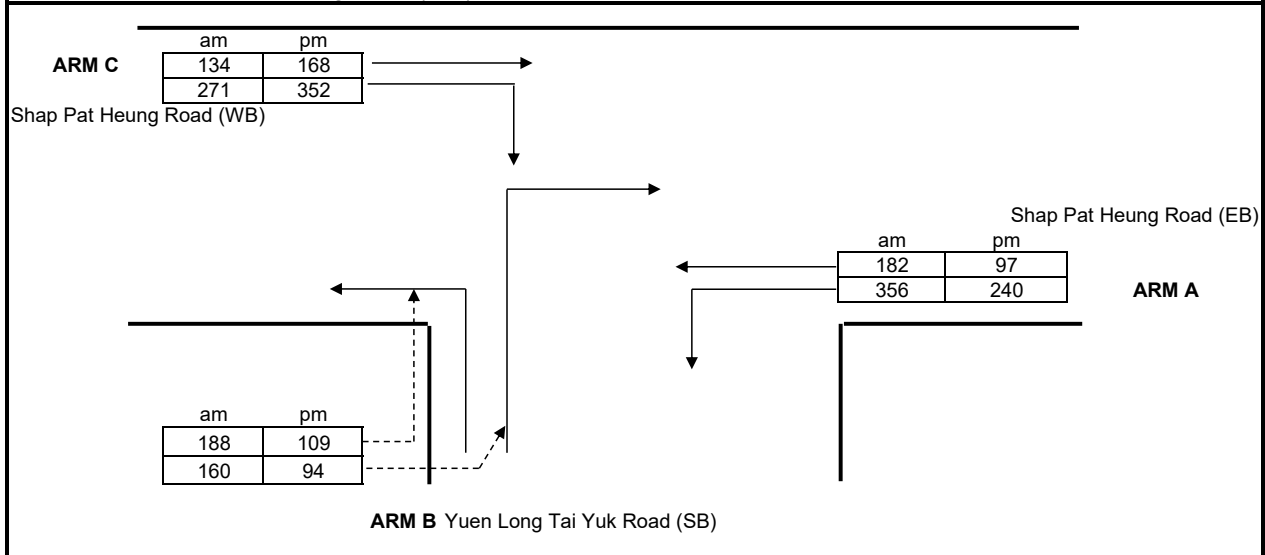 am pm
ARM C 134 168
271 352
Shap Pat Heung Road (WB)
Shap Pat Heung Road (EB)
am pm
182 97
356 240 ARM A
am pm
188 109
160 94
ARM B Yuen Long Tai Yuk Road (SB)